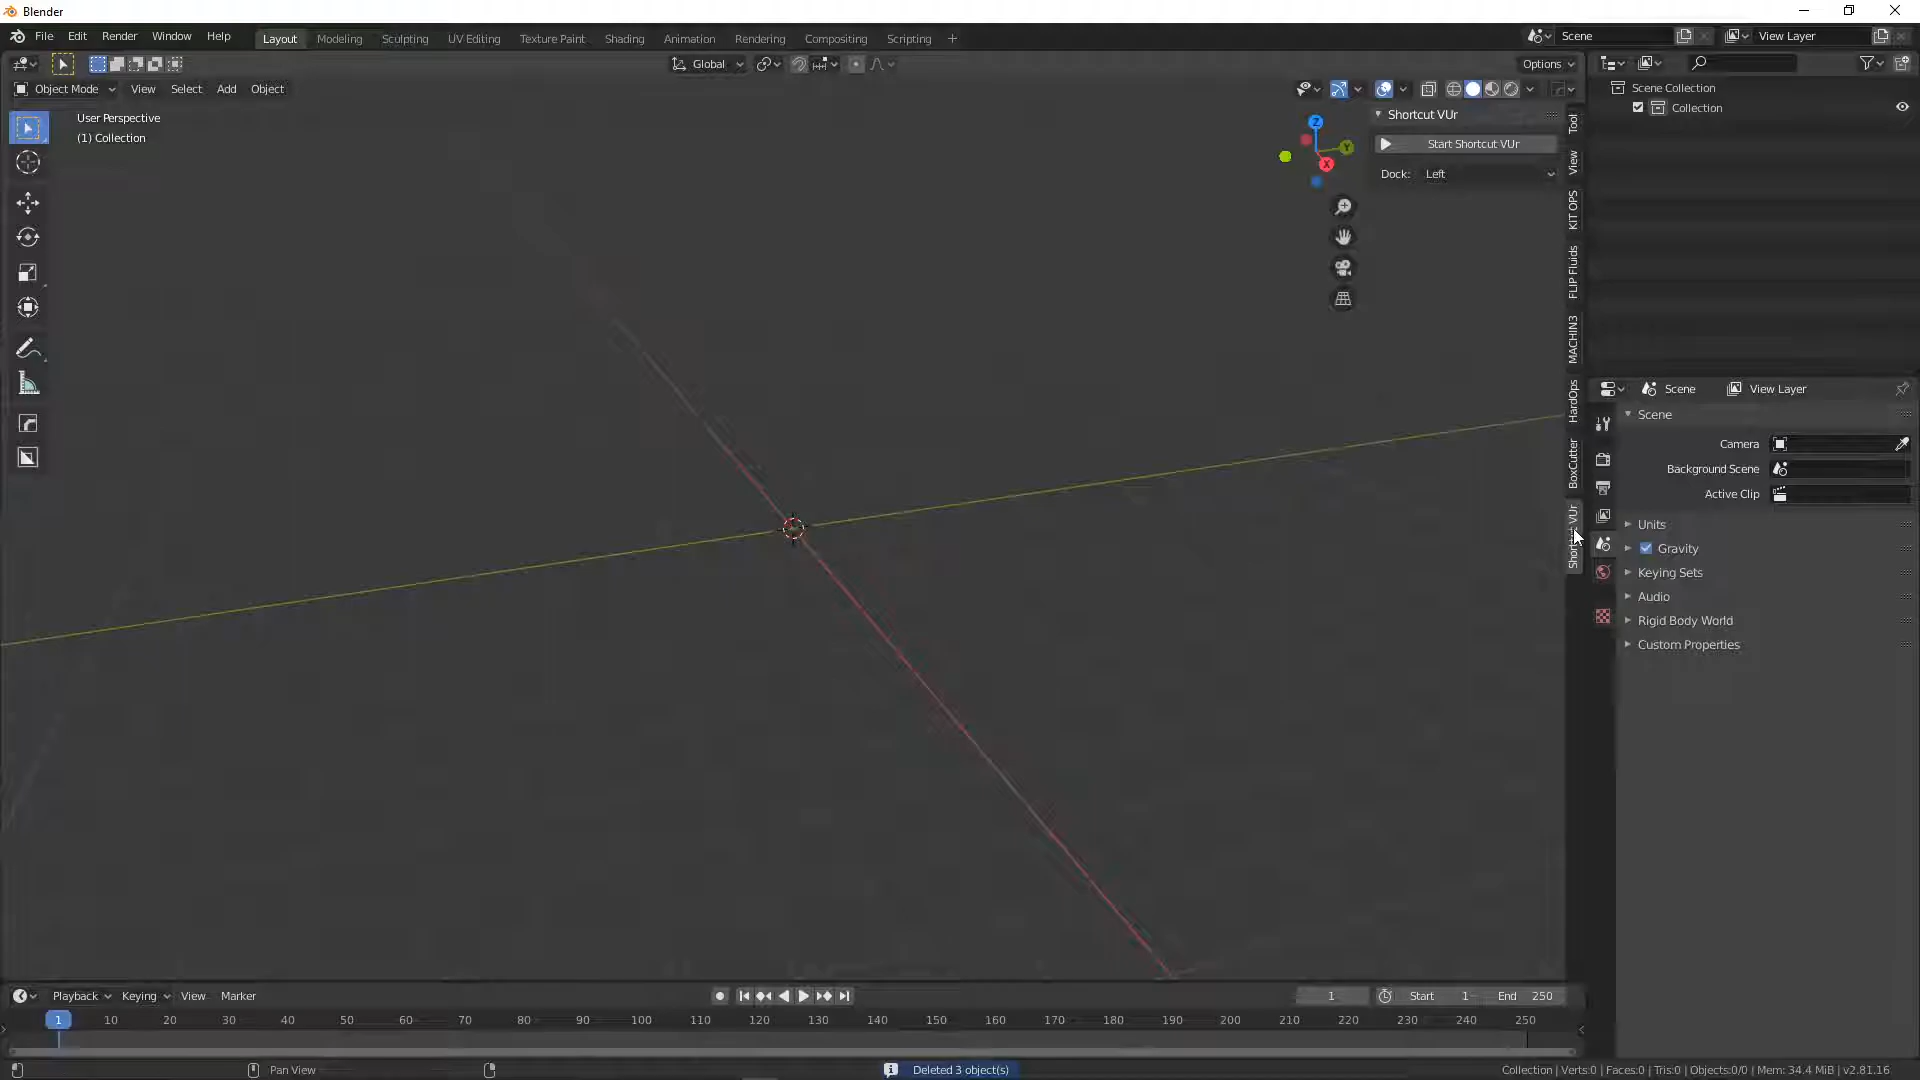 Blender
File Edit Render Window Help Layout Modeling Sculpting UV Editing Texture Paint Shading Animation Rendering Compositing Scripting + Scene View Layer
Global Options
Object Mode View Select Add Object
User Perspective
(1) Collection
Z
Y
X
Shortcut VUr
Start Shortcut VUr
Dock: Left
Tool
View
KIT OPS
FLIP Fluids
MACHIN3
HardOps
BoxCutter
Shortcut VUr
Scene Collection
Collection
Scene View Layer
Scene
Camera
Background Scene
Active Clip
Units
Gravity
Keying Sets
Audio
Rigid Body World
Custom Properties
Playback Keying View Marker 1 Start 1 End 250
1 10 20 30 40 50 60 70 80 90 100 110 120 130 140 150 160 170 180 190 200 210 220 230 240 250
Pan View Deleted 3 object(s) Collection | Verts:0 | Faces:0 | Tris:0 | Objects:0/0 | Mem: 34.4 MiB | v2.81.16